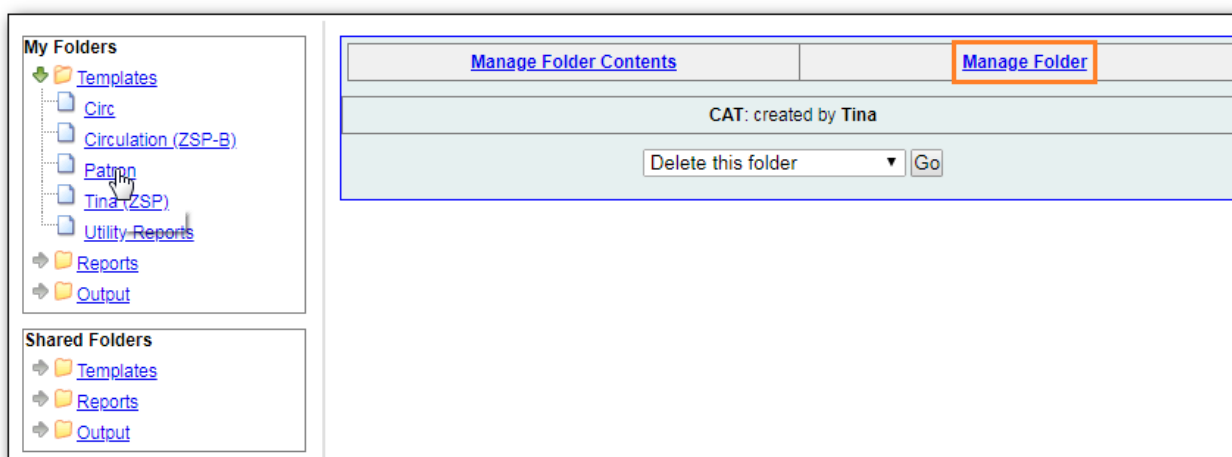 My Folders
Templates
Circ
Circulation (ZSP-B)
Patron
Tina (ZSP)
Utility Reports
Reports
Output
Shared Folders
Templates
Reports
Output
Manage Folder Contents
Manage Folder
CAT: created by Tina
Delete this folder
Go